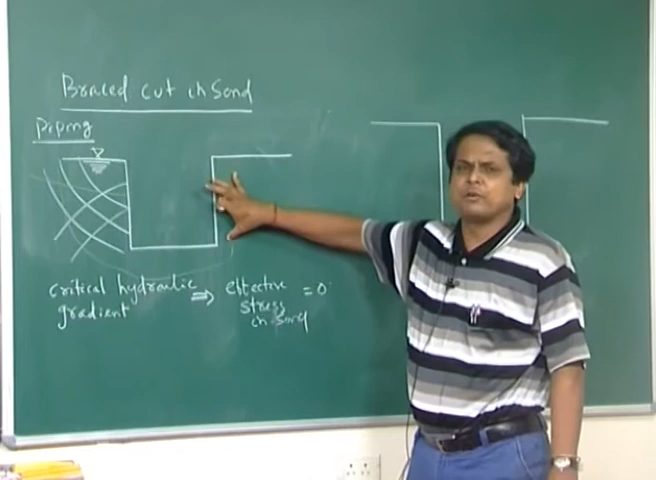 Braced cut in Sand
Piping
critical hydraulic
gradient
⇒ effective
stress
in sand
= 0